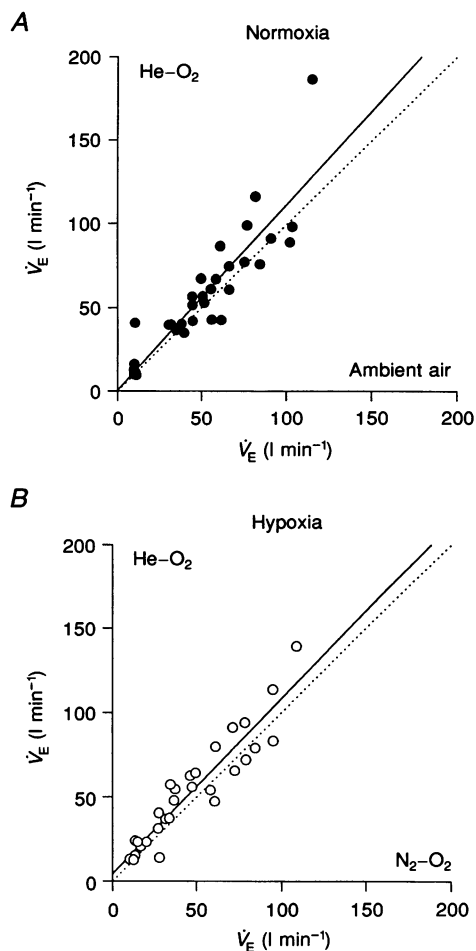 A
Normoxia
He–O₂
200
150
100
50
0
V̇E (l min⁻¹)
Ambient air
0 50 100 150 200
V̇E (l min⁻¹)
B
Hypoxia
He–O₂
200
150
100
50
0
V̇E (l min⁻¹)
N₂–O₂
0 50 100 150 200
V̇E (l min⁻¹)